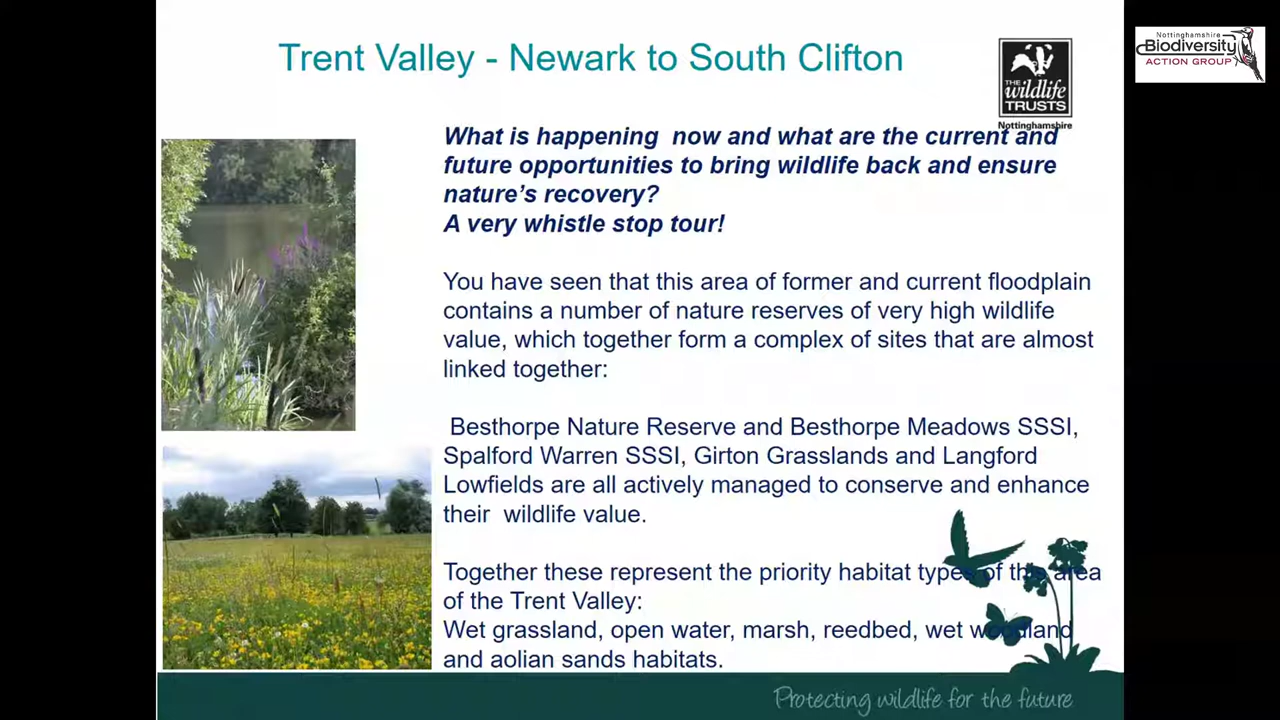 Trent Valley - Newark to South Clifton
THE
wildlife
TRUSTS
Nottinghamshire
Nottinghamshire
Biodiversity
ACTION GROUP
What is happening now and what are the current and
future opportunities to bring wildlife back and ensure
nature's recovery?
A very whistle stop tour!
You have seen that this area of former and current floodplain
contains a number of nature reserves of very high wildlife
value, which together form a complex of sites that are almost
linked together:
Besthorpe Nature Reserve and Besthorpe Meadows SSSI,
Spalford Warren SSSI, Girton Grasslands and Langford
Lowfields are all actively managed to conserve and enhance
their wildlife value.
Together these represent the priority habitat types of this area
of the Trent Valley:
Wet grassland, open water, marsh, reedbed, wet woodland
and aolian sands habitats.
Protecting wildlife for the future